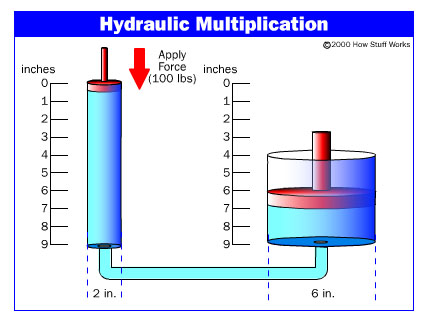 Hydraulic Multiplication
©2000 How Stuff Works
Apply
Force
(100 lbs)
inches
0
1
2
3
4
5
6
7
8
9
inches
0
1
2
3
4
5
6
7
8
9
2 in.
6 in.